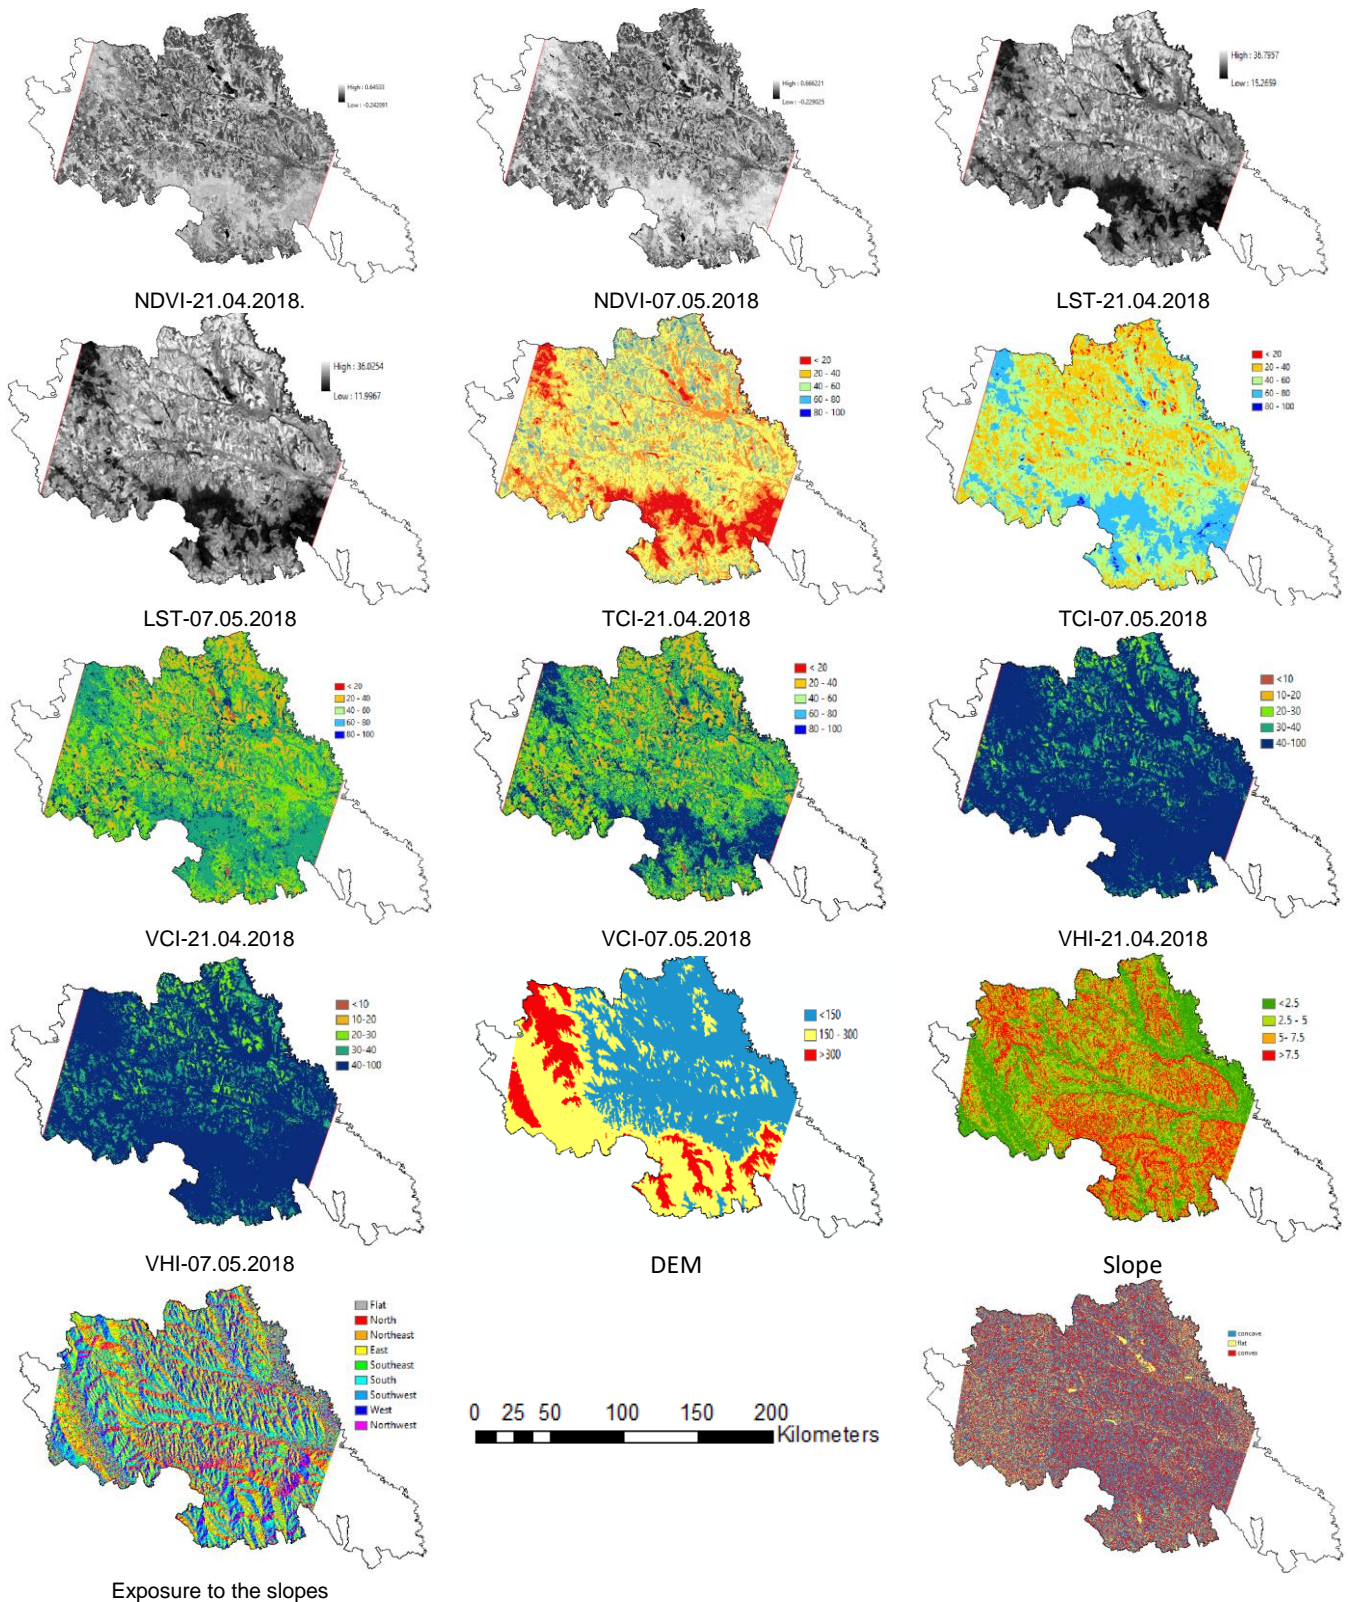 High : 0.64533
Low : -0.242091
High : 0.666221
Low : -0.229025
High : 36.7957
Low : 15.2659
NDVI-21.04.2018.
NDVI-07.05.2018
LST-21.04.2018
High : 36.0254
Low : 11.9967
< 20
20 - 40
40 - 60
60 - 80
80 - 100
< 20
20 - 40
40 - 60
60 - 80
80 - 100
LST-07.05.2018
TCI-21.04.2018
TCI-07.05.2018
< 20
20 - 40
40 - 60
60 - 80
80 - 100
< 20
20 - 40
40 - 60
60 - 80
80 - 100
<10
10-20
20-30
30-40
40-100
VCI-21.04.2018
VCI-07.05.2018
VHI-21.04.2018
<10
10-20
20-30
30-40
40-100
<150
150 - 300
>300
<2.5
2.5 - 5
5- 7.5
>7.5
VHI-07.05.2018
DEM
Slope
Flat
North
Northeast
East
Southeast
South
Southwest
West
Northwest
0 25 50 100 150 200
Kilometers
concave
flat
convex
Exposure to the slopes